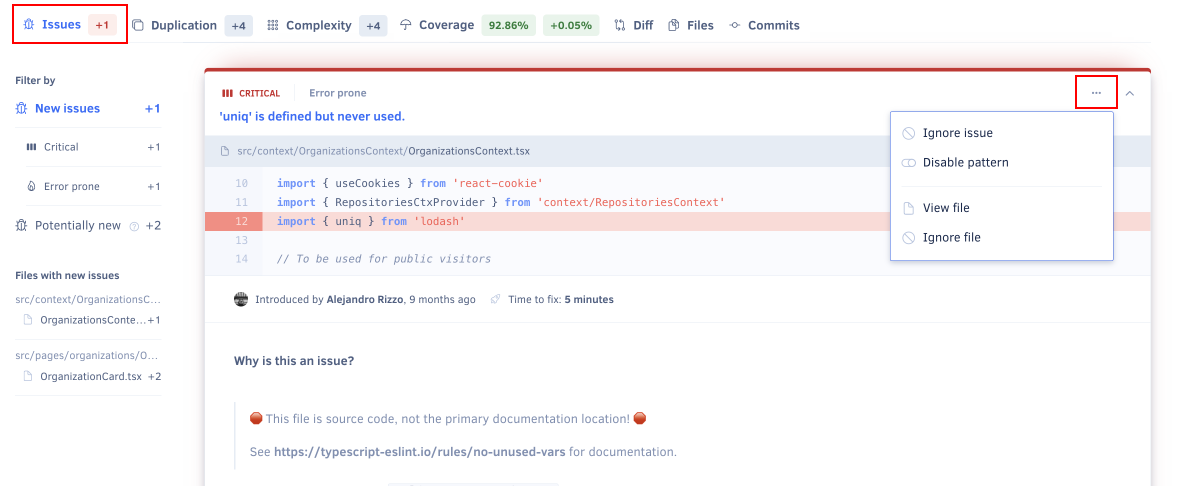 Issues +1 Duplication +4 Complexity +4 Coverage 92.86% +0.05% Diff Files Commits
Filter by
New issues +1
Critical +1
Error prone +1
Potentially new +2
Files with new issues
src/context/OrganizationsC...
OrganizationsConte... +1
src/pages/organizations/O...
OrganizationCard.tsx +2
CRITICAL Error prone
'uniq' is defined but never used.
src/context/OrganizationsContext/OrganizationsContext.tsx
10 import { useCookies } from 'react-cookie'
11 import { RepositoriesCtxProvider } from 'context/RepositoriesContext'
12 import { uniq } from 'lodash'
13
14 // To be used for public visitors
Ignore issue
Disable pattern
View file
Ignore file
Introduced by Alejandro Rizzo, 9 months ago Time to fix: 5 minutes
Why is this an issue?
🛑 This file is source code, not the primary documentation location! 🛑
See https://typescript-eslint.io/rules/no-unused-vars for documentation.